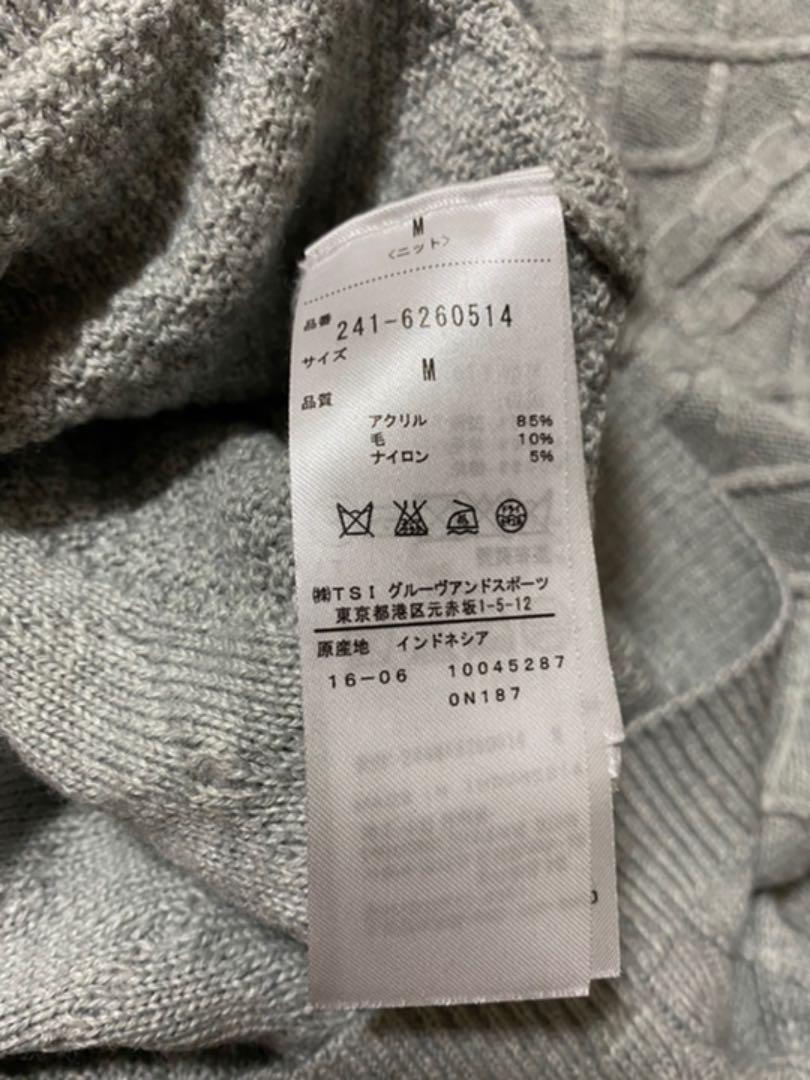 M
<ニット>
品番 241-6260514
サイズ
M
品質
アクリル 85%
毛 10%
ナイロン 5%
㈱TSI グルーヴアンドスポーツ
東京都港区元赤坂1-5-12
原産地 インドネシア
16-06 10045287
0N187